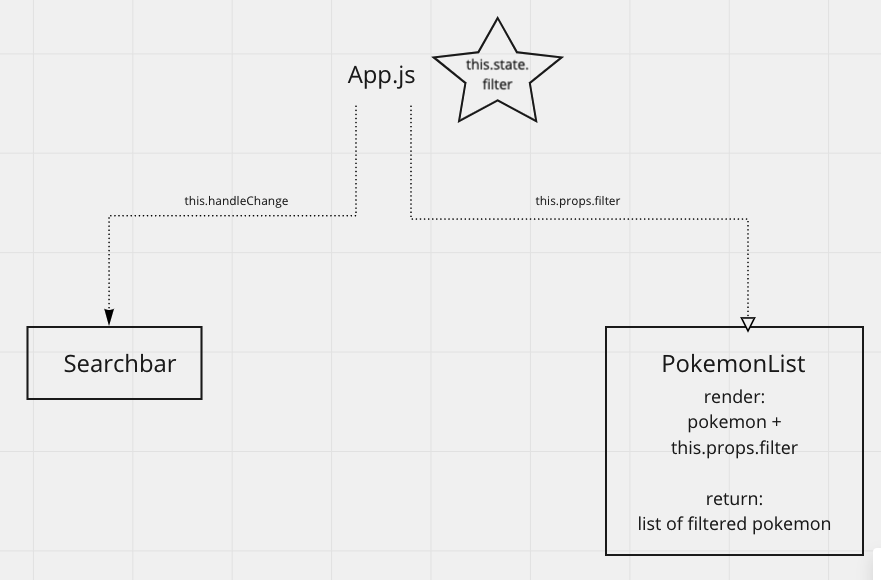 App.js
this.state.
filter
this.handleChange
this.props.filter
Searchbar
PokemonList
render:
pokemon +
this.props.filter
return:
list of filtered pokemon